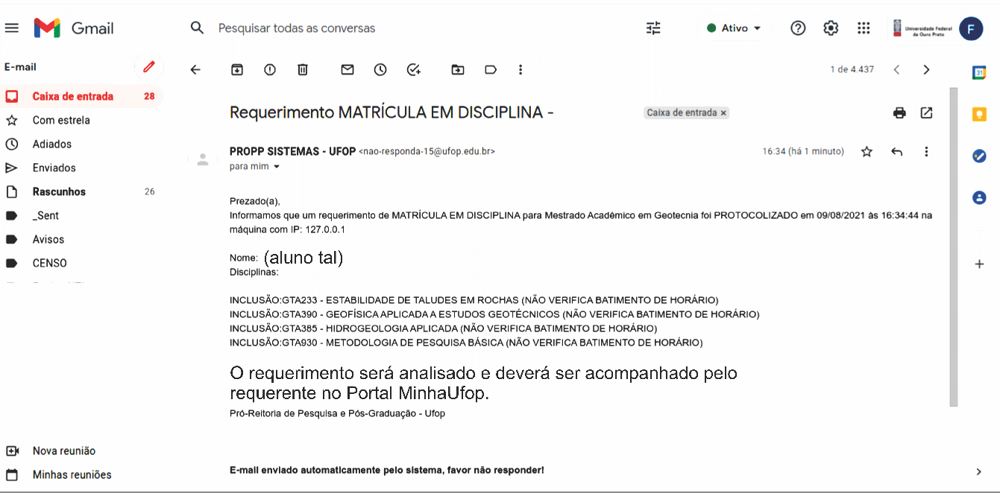 Gmail
Pesquisar todas as conversas
Ativo
Universidade Federal
de Ouro Preto
F
E-mail
1 de 4.437
31
Caixa de entrada 28
Com estrela
Adiados
Enviados
Rascunhos 26
_Sent
Avisos
CENSO
Requerimento MATRÍCULA EM DISCIPLINA -
Caixa de entrada ×
PROPP SISTEMAS - UFOP <nao-responda-15@ufop.edu.br>
16:34 (há 1 minuto)
para mim
Prezado(a),
Informamos que um requerimento de MATRÍCULA EM DISCIPLINA para Mestrado Acadêmico em Geotecnia foi PROTOCOLIZADO em 09/08/2021 às 16:34:44 na
máquina com IP: 127.0.0.1
Nome: (aluno tal)
Disciplinas:
INCLUSÃO:GTA233 - ESTABILIDADE DE TALUDES EM ROCHAS (NÃO VERIFICA BATIMENTO DE HORÁRIO)
INCLUSÃO:GTA390 - GEOFÍSICA APLICADA A ESTUDOS GEOTÉCNICOS (NÃO VERIFICA BATIMENTO DE HORÁRIO)
INCLUSÃO:GTA385 - HIDROGEOLOGIA APLICADA (NÃO VERIFICA BATIMENTO DE HORÁRIO)
INCLUSÃO:GTA930 - METODOLOGIA DE PESQUISA BÁSICA (NÃO VERIFICA BATIMENTO DE HORÁRIO)
O requerimento será analisado e deverá ser acompanhado pelo
requerente no Portal MinhaUfop.
Pró-Reitoria de Pesquisa e Pós-Graduação - Ufop
E-mail enviado automaticamente pelo sistema, favor não responder!
Nova reunião
Minhas reuniões